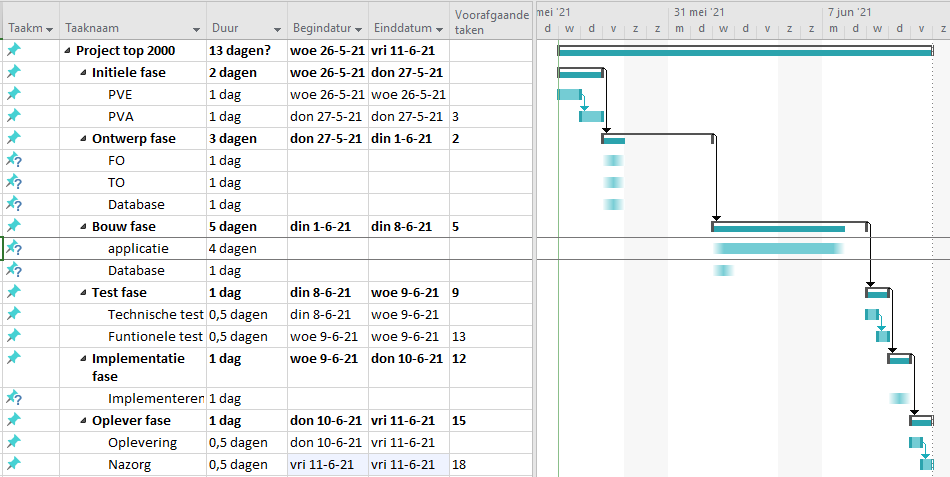 Taakm Taaknaam Duur Begindatum Einddatum Voorafgaande taken
mei '21 31 mei '21 7 jun '21
d w d v z z m d w d v z z m d w d v z
Project top 2000 13 dagen? woe 26-5-21 vri 11-6-21
Initiele fase 2 dagen woe 26-5-21 don 27-5-21
PVE 1 dag woe 26-5-21 woe 26-5-21
PVA 1 dag don 27-5-21 don 27-5-21 3
Ontwerp fase 3 dagen don 27-5-21 din 1-6-21 2
FO 1 dag
TO 1 dag
Database 1 dag
Bouw fase 5 dagen din 1-6-21 din 8-6-21 5
applicatie 4 dagen
Database 1 dag
Test fase 1 dag din 8-6-21 woe 9-6-21 9
Technische test 0,5 dagen din 8-6-21 woe 9-6-21
Funtionele test 0,5 dagen woe 9-6-21 woe 9-6-21 13
Implementatie fase 1 dag woe 9-6-21 don 10-6-21 12
Implementeren 1 dag
Oplever fase 1 dag don 10-6-21 vri 11-6-21 15
Oplevering 0,5 dagen don 10-6-21 vri 11-6-21
Nazorg 0,5 dagen vri 11-6-21 vri 11-6-21 18